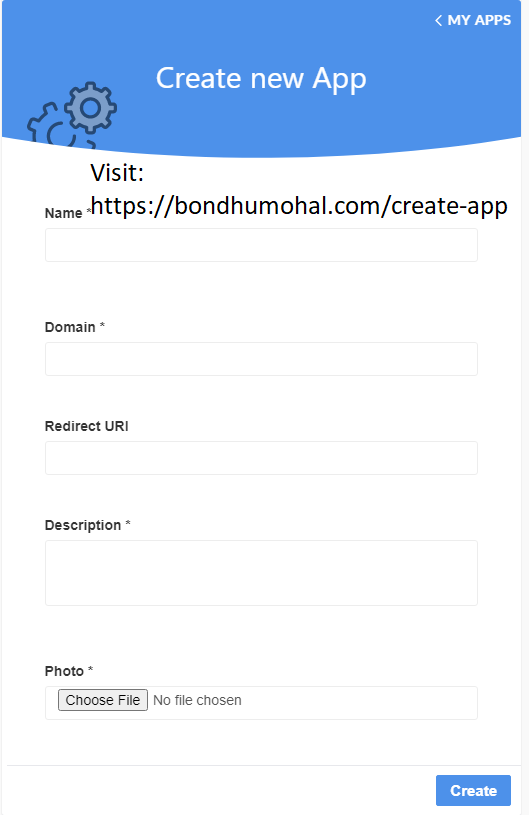 MY APPS
Create new App
Visit:
https://bondhumohal.com/create-app
Name *
Domain *
Redirect URI
Description *
Photo *
Choose File No file chosen
Create